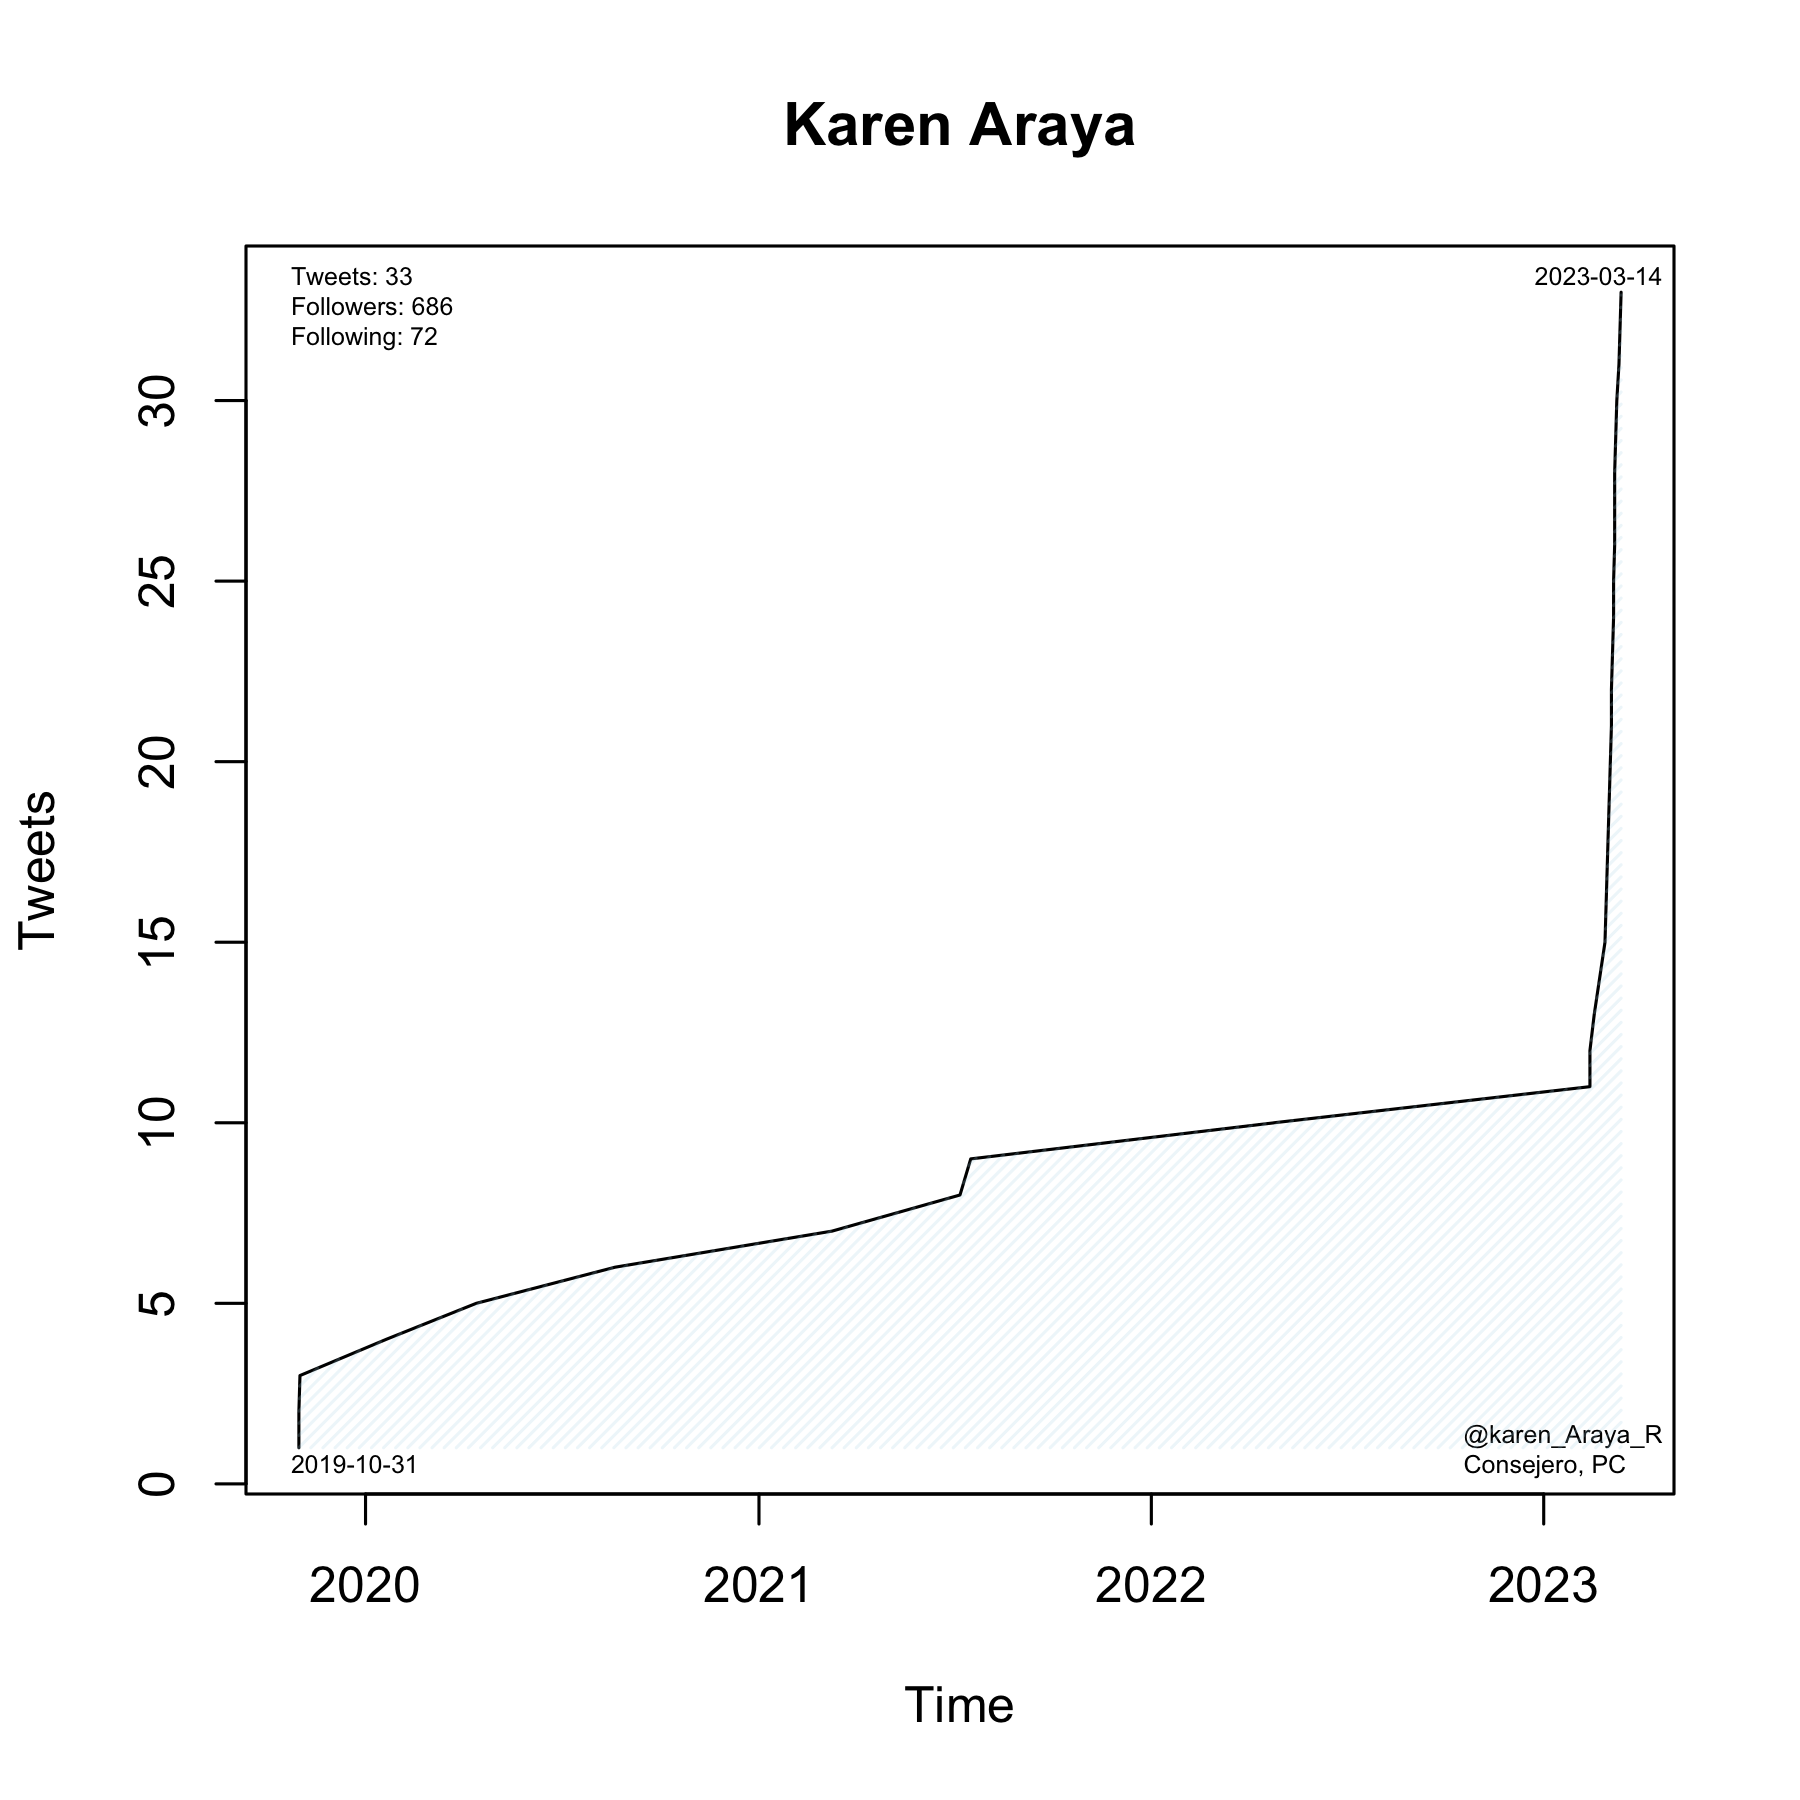 Karen Araya
Tweets: 33
Followers: 686
Following: 72
2023-03-14
30
25
20
15
10
5
0
Tweets
@karen_Araya_R
Consejero, PC
2019-10-31
2020
2021
2022
2023
Time